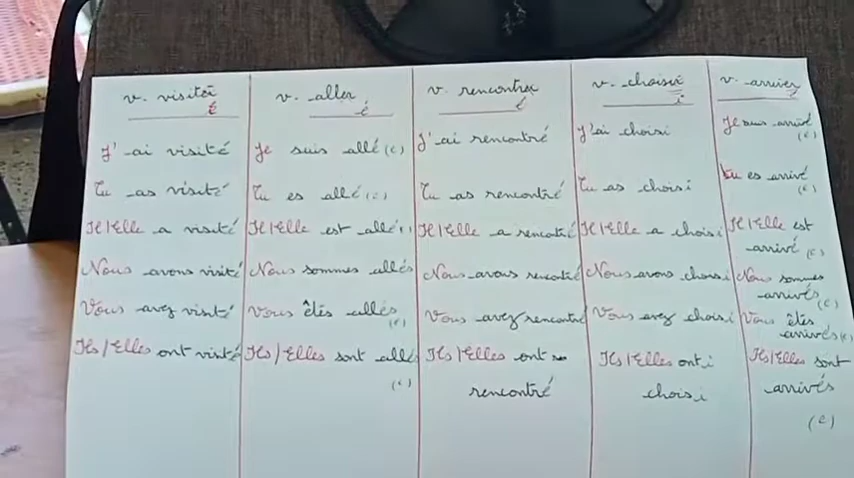 v. visiter
é
J'ai visité
Tu as visité
Il/Elle a visité
Nous avons visité
Vous avez visité
Ils/Elles ont visité
v. aller
é
Je suis allé(e)
Tu es allé(e)
Il/Elle est allé(e)
Nous sommes allés
Vous êtes allés
(e)
Ils/Elles sont allés
(e)
v. rencontrer
é
J'ai rencontré
Tu as rencontré
Il/Elle a rencontré
Nous avons rencontré
Vous avez rencontré
Ils/Elles ont
rencontré
v. choisir
i
J'ai choisi
Tu as choisi
Il/Elle a choisi
Nous avons choisi
Vous avez choisi
Ils/Elles ont
choisi
v. arriver
Je suis arrivé
(e)
Tu es arrivé
(e)
Il/Elle est
arrivé (e)
Nous sommes
arrivés (e)
Vous êtes
arrivés (e)
Ils/Elles sont
arrivés
(e)